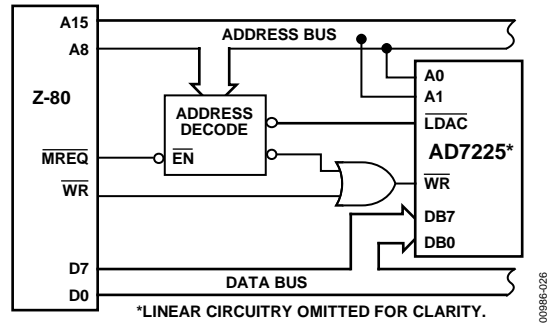 A15
ADDRESS BUS
A8
Z-80
A0
A1
ADDRESS
DECODE
LDAC
AD7225*
MREQ
EN
WR
WR
DB7
DB0
D7
DATA BUS
D0
*LINEAR CIRCUITRY OMITTED FOR CLARITY.
00986-026